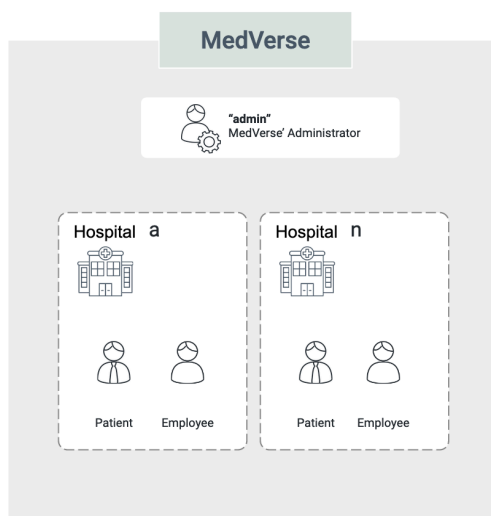 MedVerse
“admin”
MedVerse’ Administrator
Hospital a
Hospital n
Patient Employee
Patient Employee